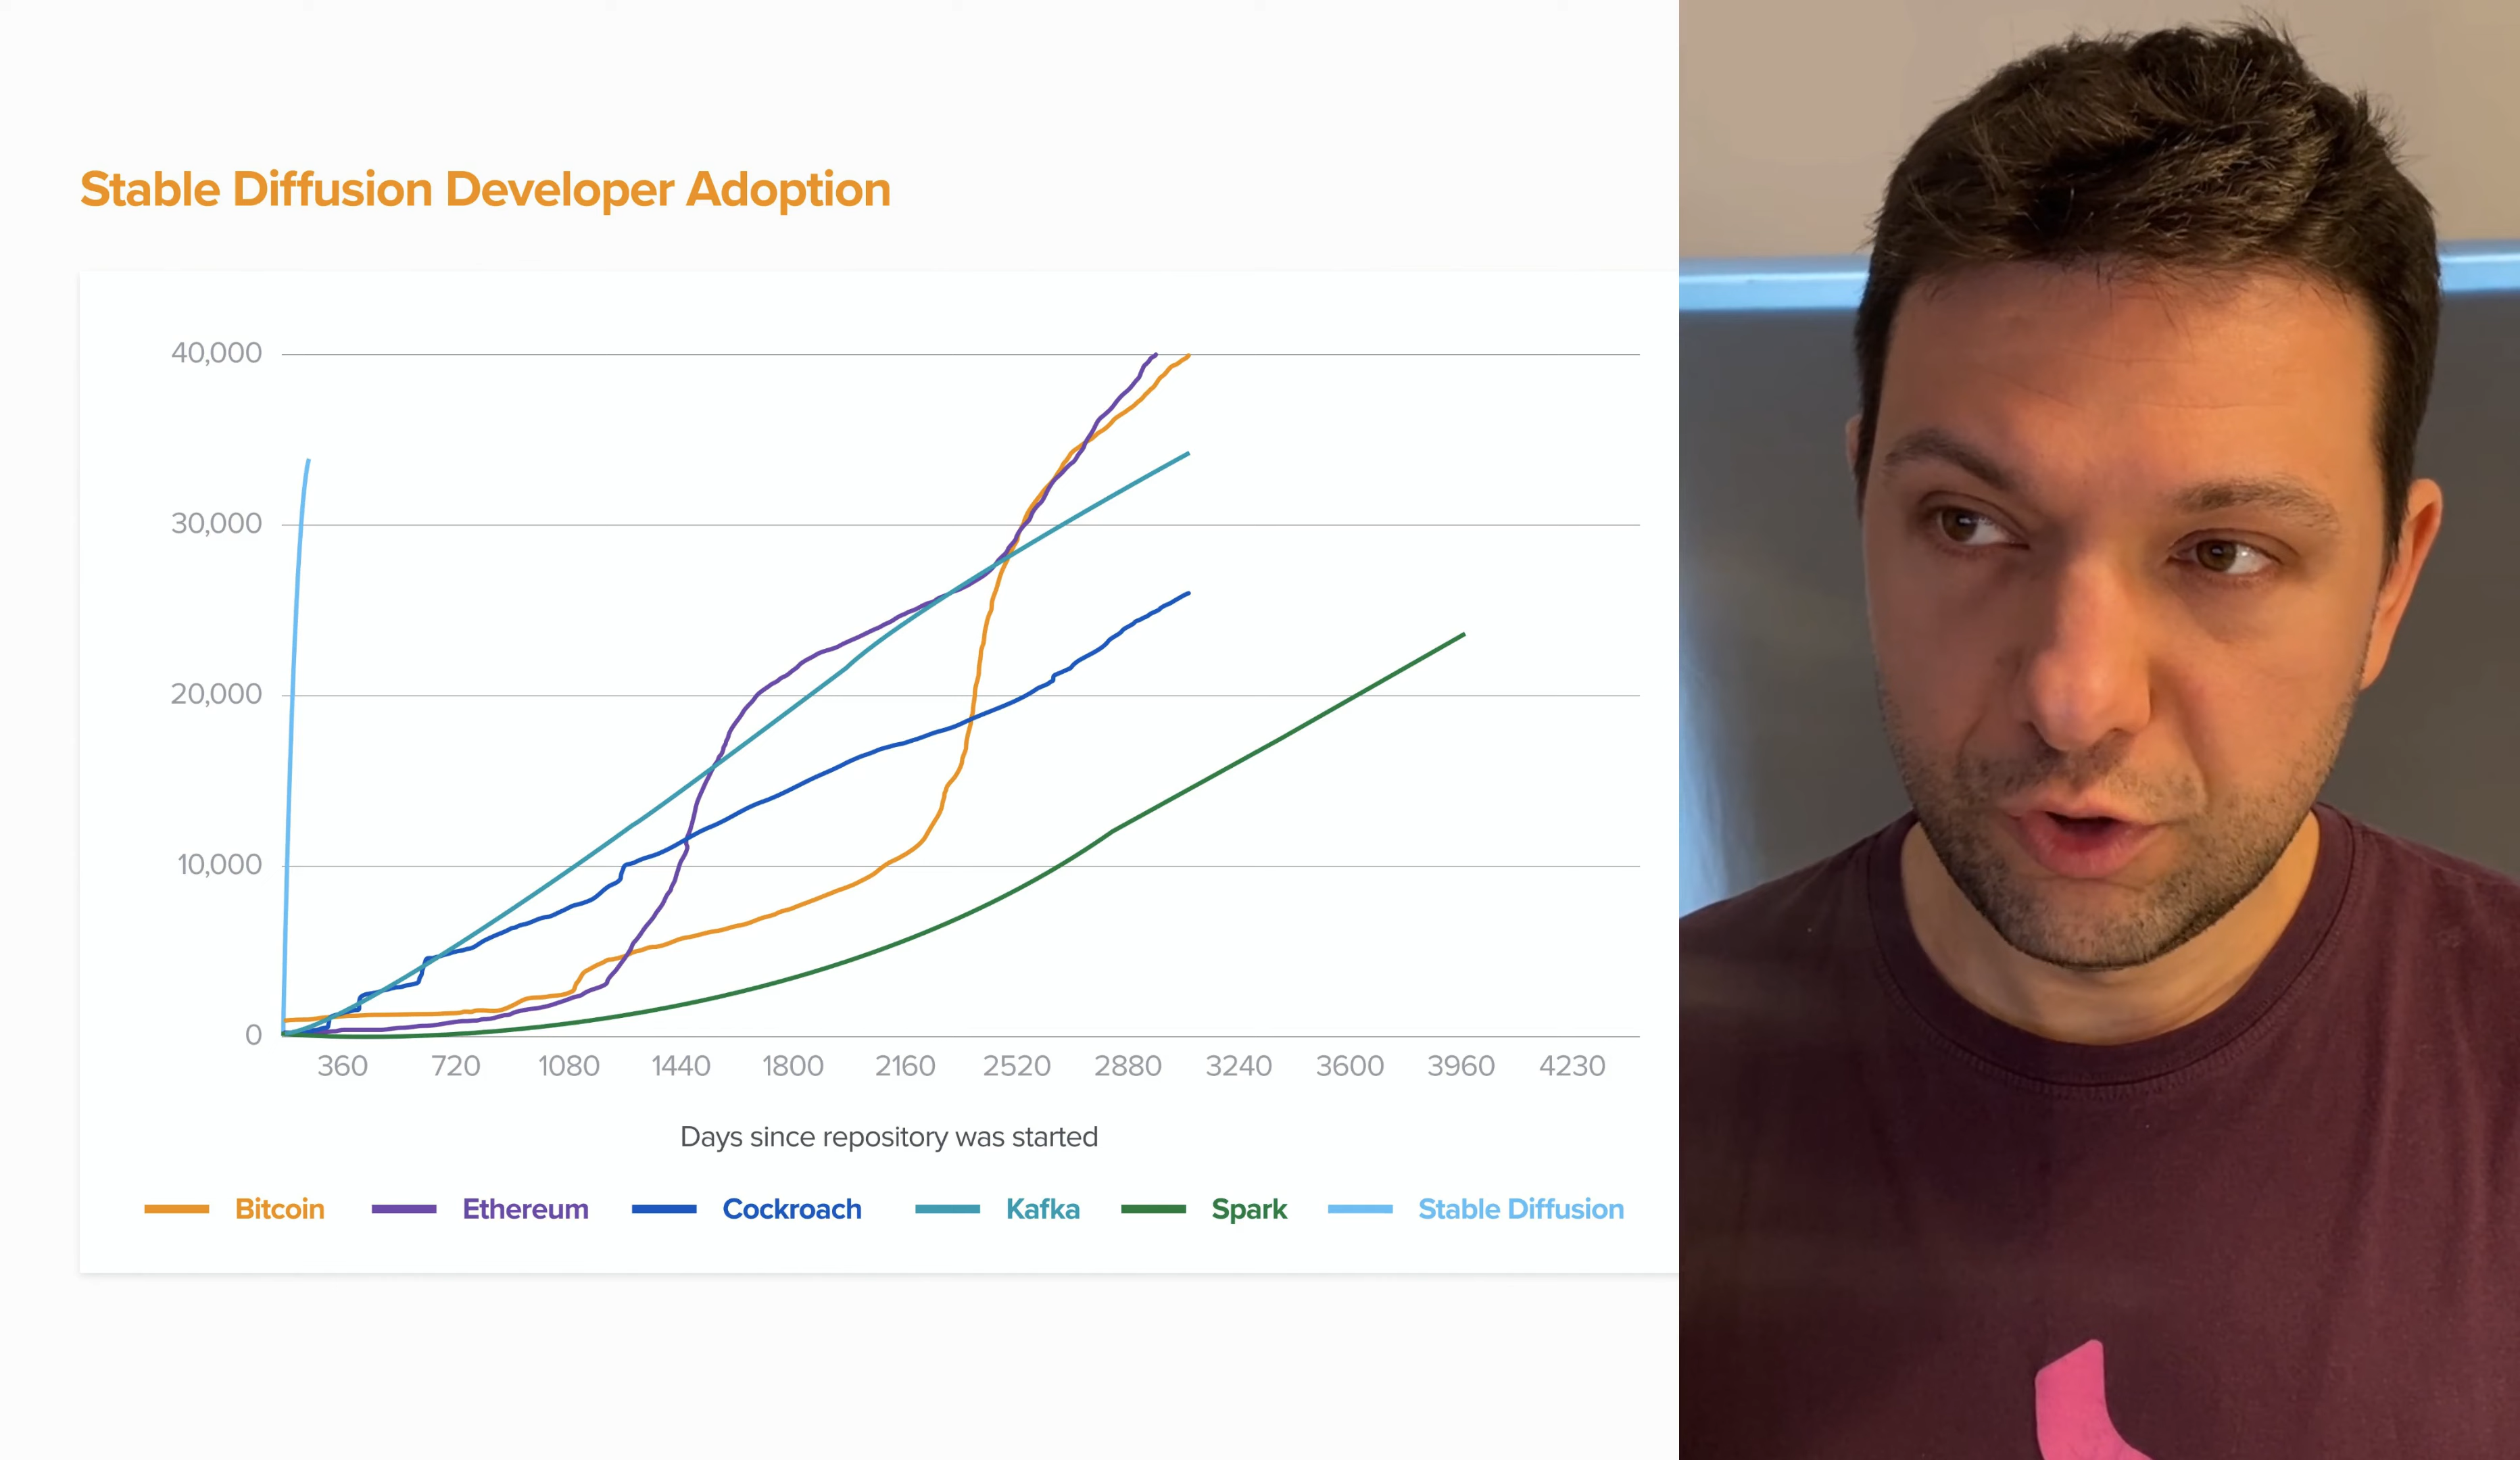 Stable Diffusion Developer Adoption
40,000
30,000
20,000
10,000
0
360 720 1080 1440 1800 2160 2520 2880 3240 3600 3960 4230
Days since repository was started
Bitcoin Ethereum Cockroach Kafka Spark Stable Diffusion